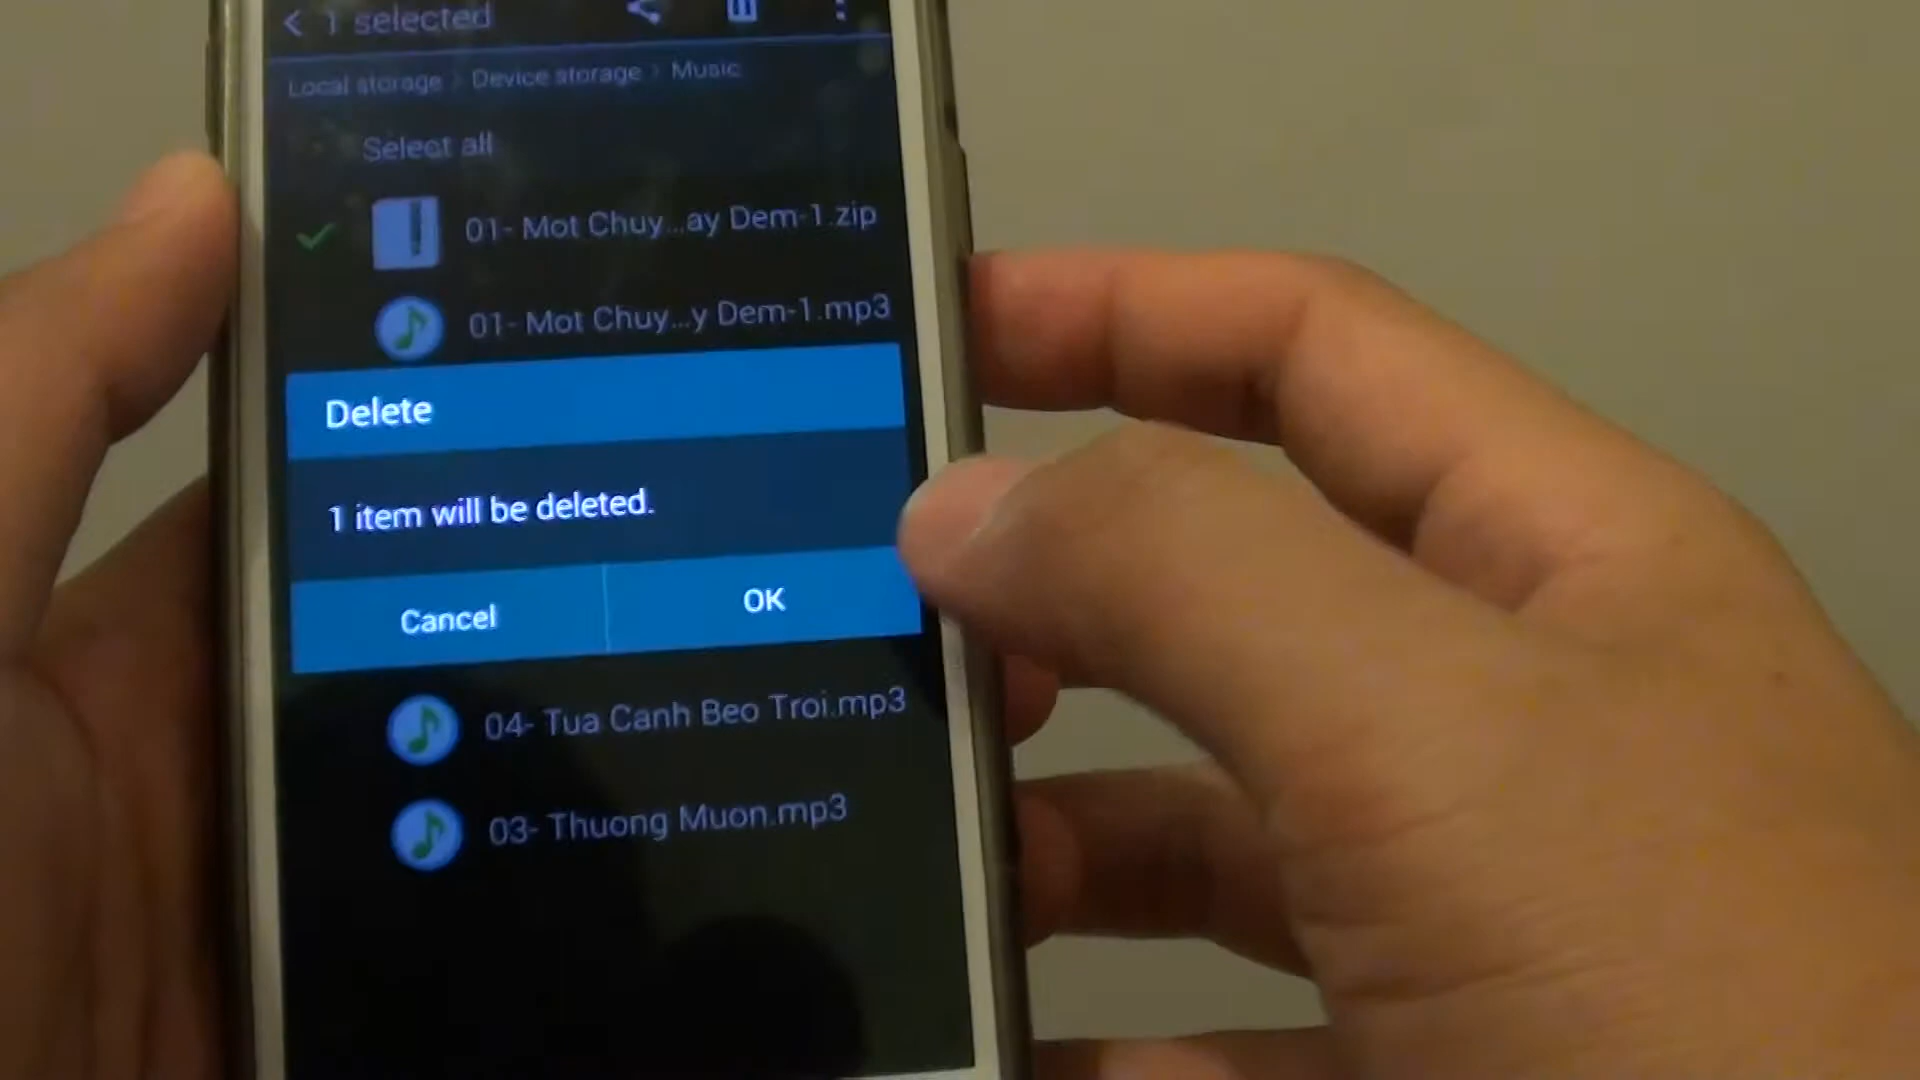 1 selected
Local storage > Device storage > Music
Select all
01- Mot Chuy...ay Dem-1.zip
01- Mot Chuy...y Dem-1.mp3
Delete
1 item will be deleted.
Cancel
OK
04- Tua Canh Beo Troi.mp3
03- Thuong Muon.mp3